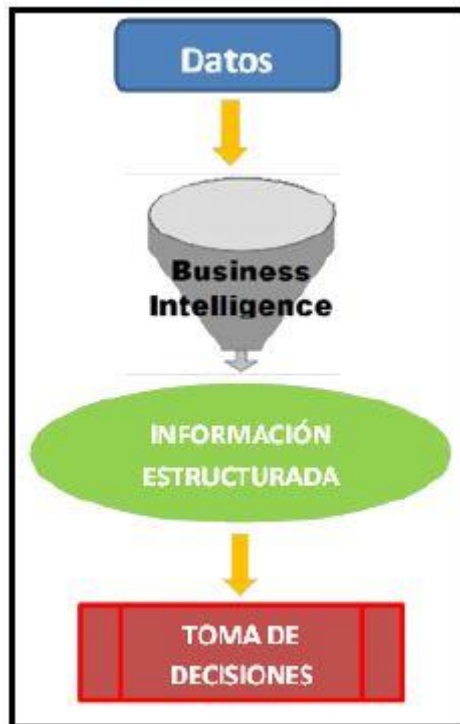 Datos
Business
Intelligence
INFORMACIÓN
ESTRUCTURADA
TOMA DE
DECISIONES